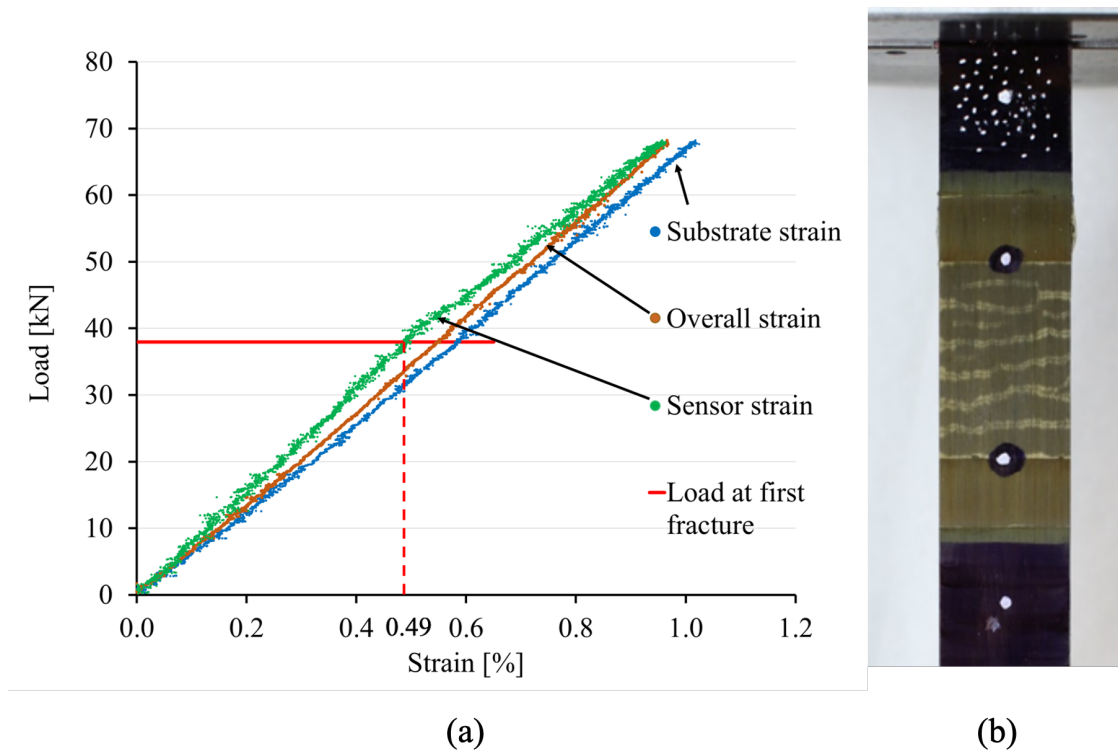 80
70
60
50
40
30
20
10
0
Load [kN]
0.0
0.2
0.4
0.49
0.6
0.8
1.0
1.2
Strain [%]
Substrate strain
Overall strain
Sensor strain
Load at first
fracture
(a)
(b)